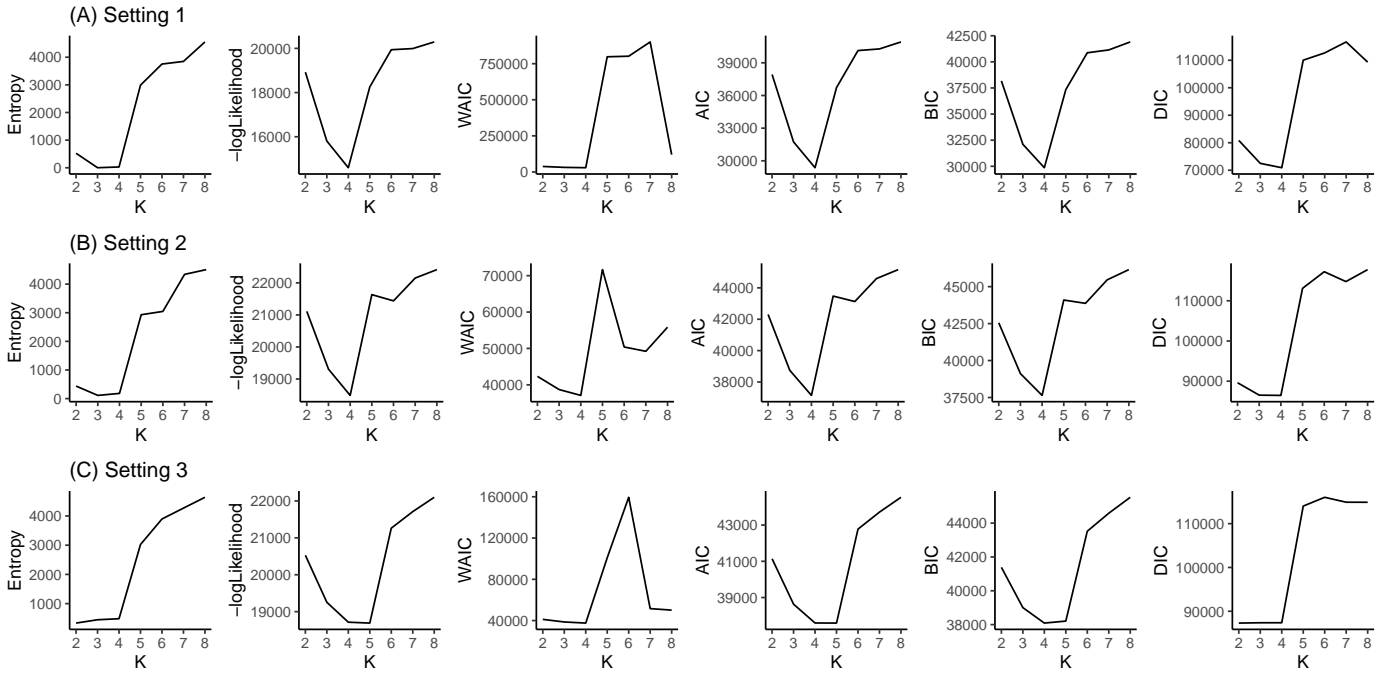 (A) Setting 1
Entropy
4000
3000
2000
1000
0
2 3 4 5 6 7 8
K
−logLikelihood
20000
18000
16000
2 3 4 5 6 7 8
K
WAIC
750000
500000
250000
0
2 3 4 5 6 7 8
K
AIC
39000
36000
33000
30000
2 3 4 5 6 7 8
K
BIC
42500
40000
37500
35000
32500
30000
2 3 4 5 6 7 8
K
DIC
110000
100000
90000
80000
70000
2 3 4 5 6 7 8
K
(B) Setting 2
Entropy
4000
3000
2000
1000
0
2 3 4 5 6 7 8
K
−logLikelihood
22000
21000
20000
19000
2 3 4 5 6 7 8
K
WAIC
70000
60000
50000
40000
2 3 4 5 6 7 8
K
AIC
44000
42000
40000
38000
2 3 4 5 6 7 8
K
BIC
45000
42500
40000
37500
2 3 4 5 6 7 8
K
DIC
110000
100000
90000
2 3 4 5 6 7 8
K
(C) Setting 3
Entropy
4000
3000
2000
1000
2 3 4 5 6 7 8
K
−logLikelihood
22000
21000
20000
19000
2 3 4 5 6 7 8
K
WAIC
160000
120000
80000
40000
2 3 4 5 6 7 8
K
AIC
43000
41000
39000
2 3 4 5 6 7 8
K
BIC
44000
42000
40000
38000
2 3 4 5 6 7 8
K
DIC
110000
100000
90000
2 3 4 5 6 7 8
K